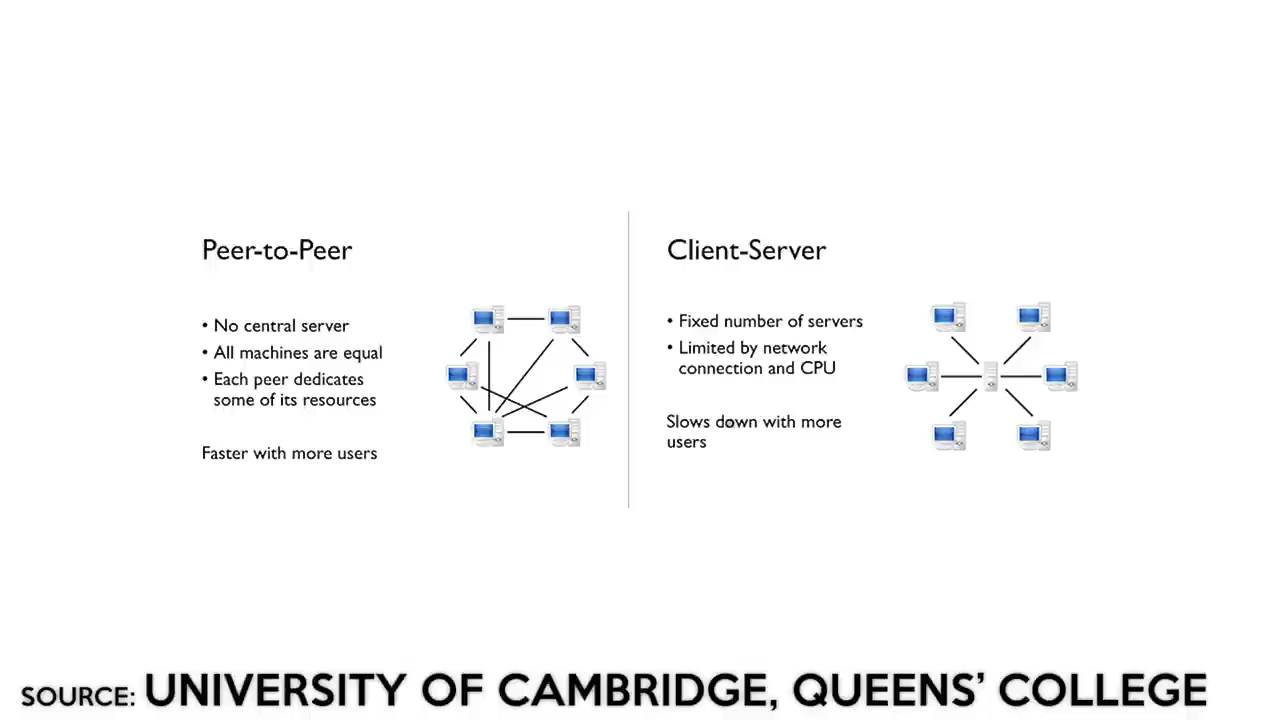 Peer-to-Peer
• No central server
• All machines are equal
• Each peer dedicates
some of its resources
Faster with more users
Client-Server
• Fixed number of servers
• Limited by network
connection and CPU
Slows down with more
users
SOURCE: UNIVERSITY OF CAMBRIDGE, QUEENS' COLLEGE